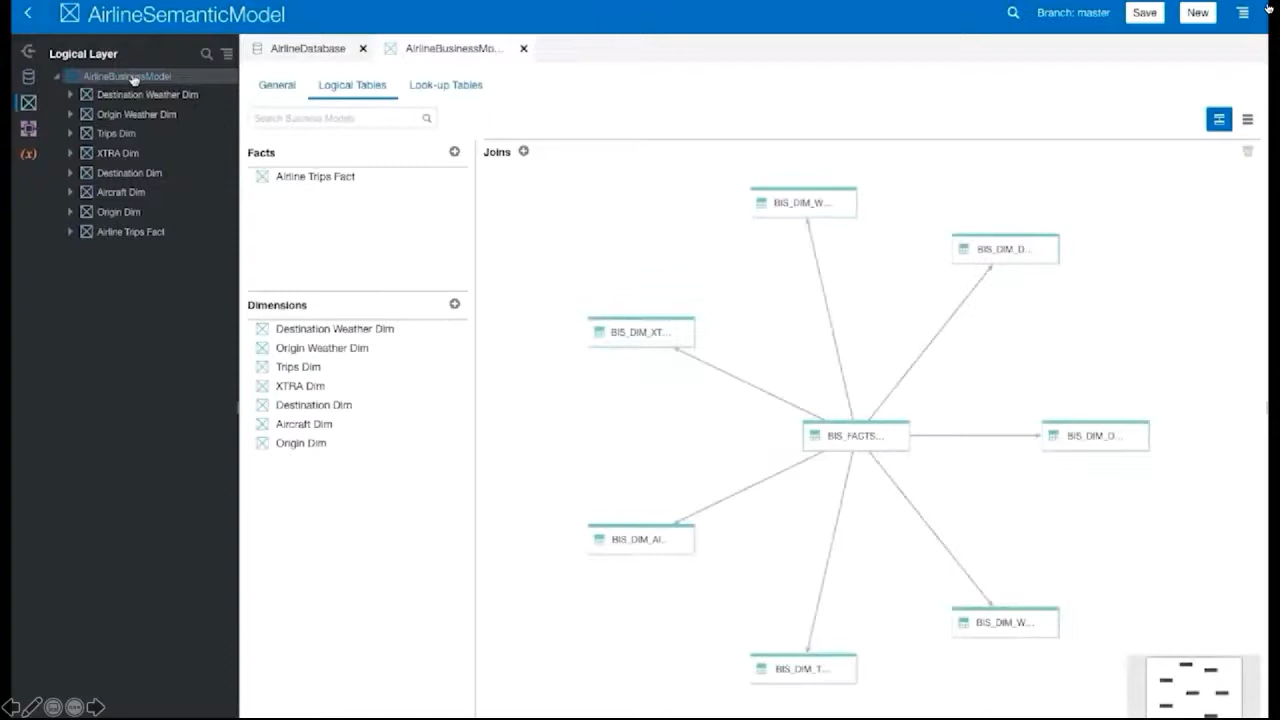 AirlineSemanticModel
Branch: master
Save
New
Logical Layer
AirlineBusinessModel
Destination Weather Dim
Origin Weather Dim
Trips Dim
XTRA Dim
Destination Dim
Aircraft Dim
Origin Dim
Airline Trips Fact
(x)
AirlineDatabase
AirlineBusinessMo...
General
Logical Tables
Look-up Tables
Search Business Models
Facts
Airline Trips Fact
Dimensions
Destination Weather Dim
Origin Weather Dim
Trips Dim
XTRA Dim
Destination Dim
Aircraft Dim
Origin Dim
Joins
BIS_DIM_W...
BIS_DIM_D...
BIS_DIM_XT...
BIS_FACTS...
BIS_DIM_O...
BIS_DIM_AI...
BIS_DIM_W...
BIS_DIM_T...